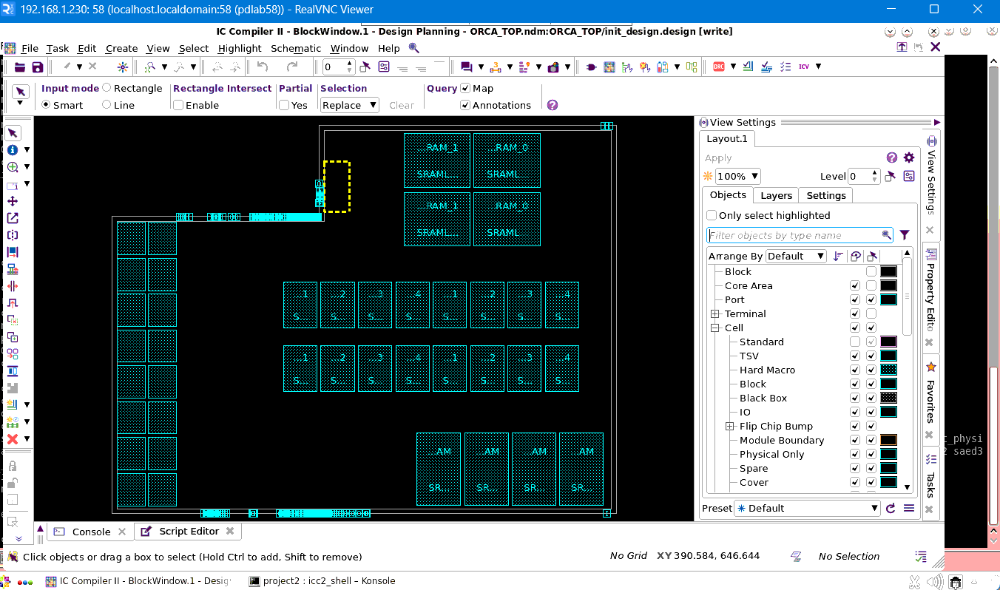 192.168.1.230: 58 (localhost.localdomain:58 (pdlab58)) - RealVNC Viewer
IC Compiler II - BlockWindow.1 - Design Planning - ORCA_TOP.ndm:ORCA_TOP/init_design.design [write]
File Task Edit Create View Select Highlight Schematic Window Help
0 DRC ICV
Input mode Rectangle Rectangle Intersect Partial Selection Query Map
Smart Line Enable Yes Replace Clear Annotations
View Settings
Layout.1
Apply
100% Level 0
Objects Layers Settings
Only select highlighted
Filter objects by type name
Arrange By Default
Block
Core Area
Port
Terminal
Cell
Standard
TSV
Hard Macro
Block
Black Box
IO
Flip Chip Bump
Module Boundary
Physical Only
Spare
Cover
Preset Default
View Settings
Property Edito
Favorites
Tasks
...RAM_1 ...RAM_0
SRAML... SRAML...
...RAM_1 ...RAM_0
SRAML... SRAML...
...1 ...2 ...3 ...4 ...1 ...2 ...3 ...4
S... S... S... S... S... S... S... S...
...1 ...2 ...3 ...4 ...1 ...2 ...3 ...4
S... S... S... S... S... S... S... S...
...AM ...AM ...AM ...AM
SR... SR... SR... SR...
t_physi
2 saed3
Console Script Editor
Click objects or drag a box to select (Hold Ctrl to add, Shift to remove) No Grid XY 390.584, 646.644 No Selection
IC Compiler II - BlockWindow.1 - Desig project2 : icc2_shell – Konsole